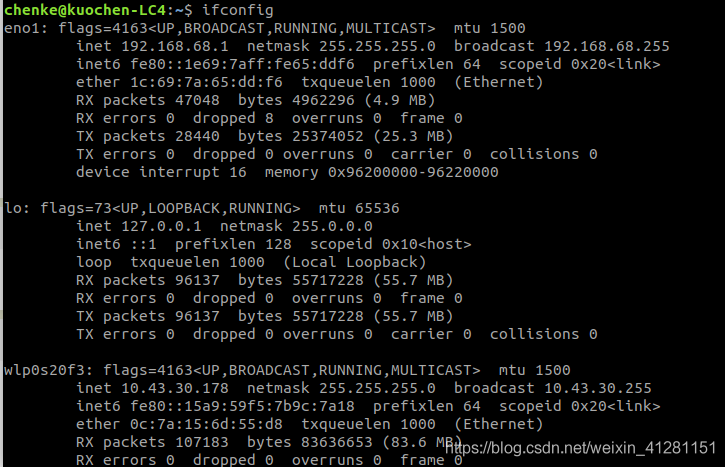 chenke@kuochen-LC4:~$ ifconfig
eno1: flags=4163<UP,BROADCAST,RUNNING,MULTICAST>  mtu 1500
        inet 192.168.68.1  netmask 255.255.255.0  broadcast 192.168.68.255
        inet6 fe80::1e69:7aff:fe65:ddf6  prefixlen 64  scopeid 0x20<link>
        ether 1c:69:7a:65:dd:f6  txqueuelen 1000  (Ethernet)
        RX packets 47048  bytes 4962296 (4.9 MB)
        RX errors 0  dropped 8  overruns 0  frame 0
        TX packets 28440  bytes 25374052 (25.3 MB)
        TX errors 0  dropped 0 overruns 0  carrier 0  collisions 0
        device interrupt 16  memory 0x96200000-96220000
lo: flags=73<UP,LOOPBACK,RUNNING>  mtu 65536
        inet 127.0.0.1  netmask 255.0.0.0
        inet6 ::1  prefixlen 128  scopeid 0x10<host>
        loop  txqueuelen 1000  (Local Loopback)
        RX packets 96137  bytes 55717228 (55.7 MB)
        RX errors 0  dropped 0  overruns 0  frame 0
        TX packets 96137  bytes 55717228 (55.7 MB)
        TX errors 0  dropped 0 overruns 0  carrier 0  collisions 0
wlp0s20f3: flags=4163<UP,BROADCAST,RUNNING,MULTICAST>  mtu 1500
        inet 10.43.30.178  netmask 255.255.255.0  broadcast 10.43.30.255
        inet6 fe80::15a9:59f5:7b9c:7a18  prefixlen 64  scopeid 0x20<link>
        ether 0c:7a:15:6d:55:d8  txqueuelen 1000  (Ethernet)
        RX packets 107183  bytes 83636653 (83.6 MB)
        RX errors 0  dropped 0  overruns 0  frame 0
https://blog.csdn.net/weixin_41281151